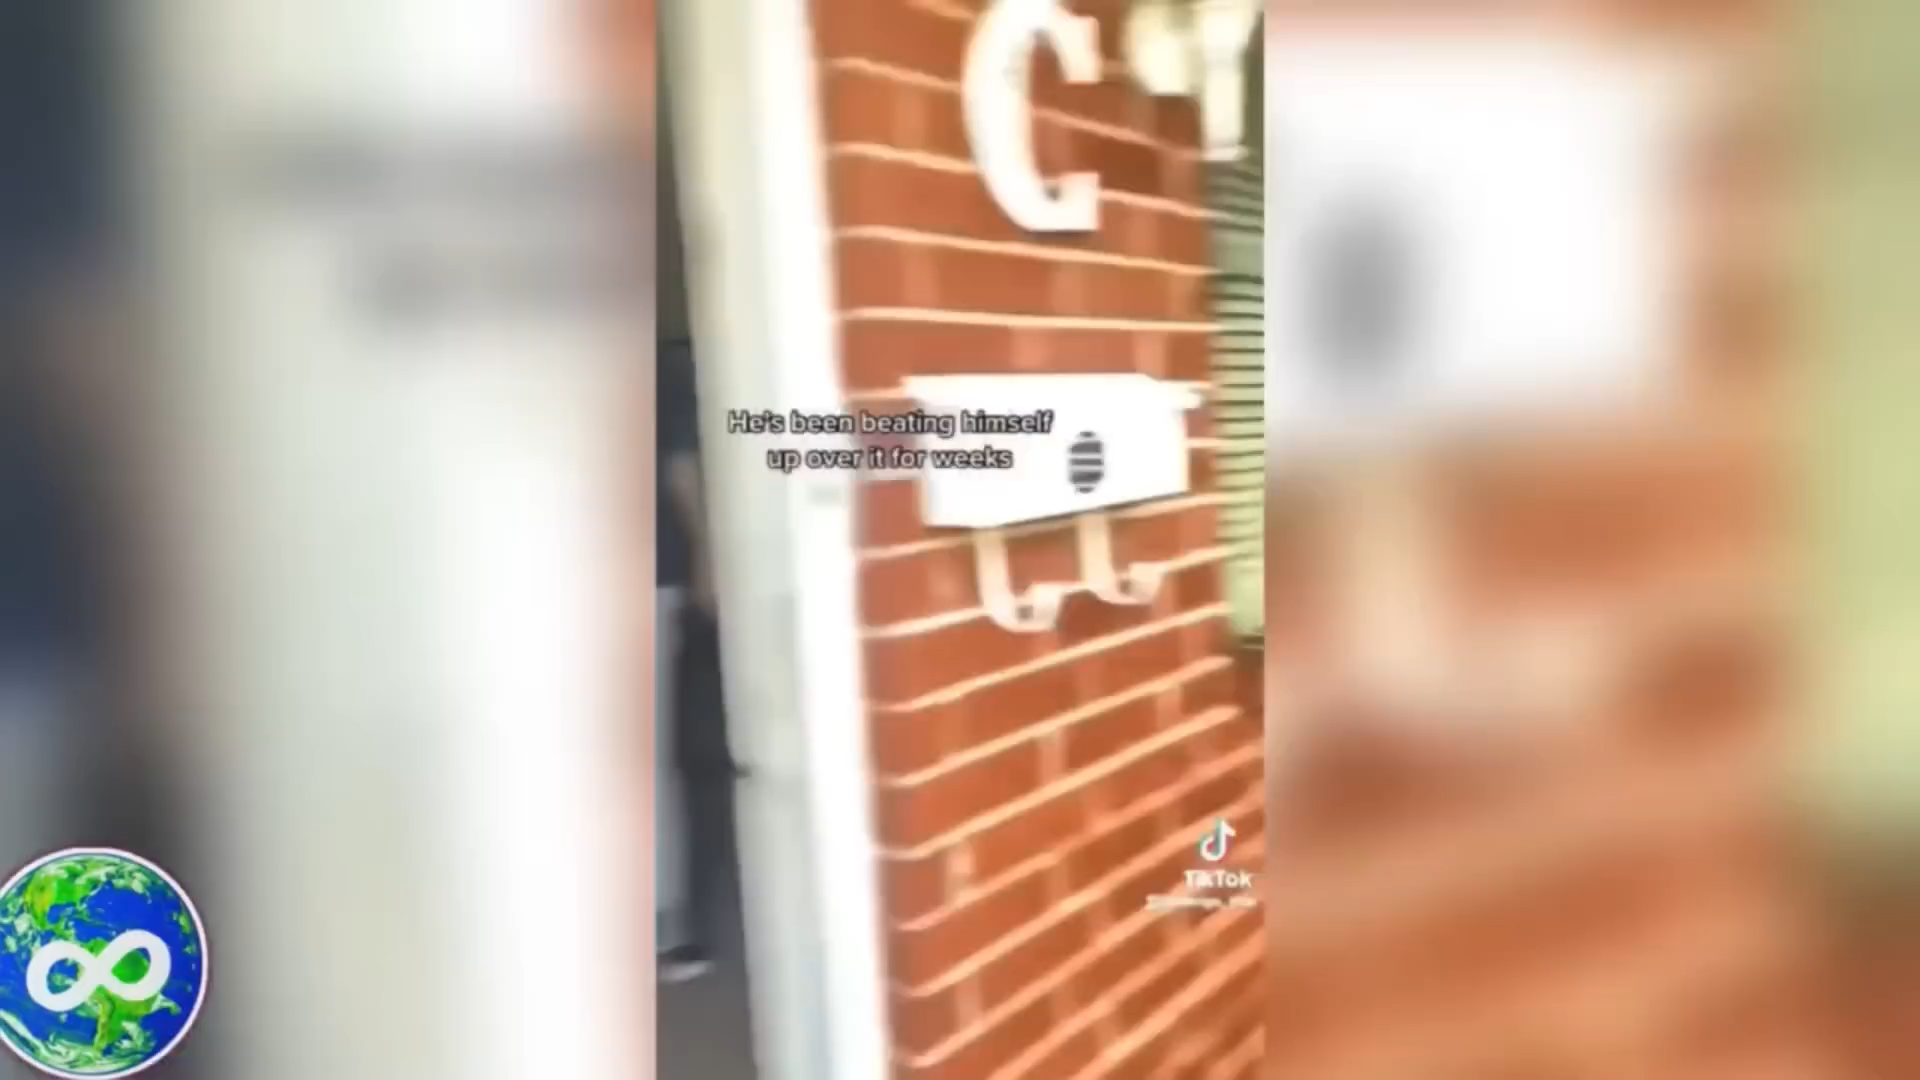 C
He's been beating himself
up over it for weeks
TikTok